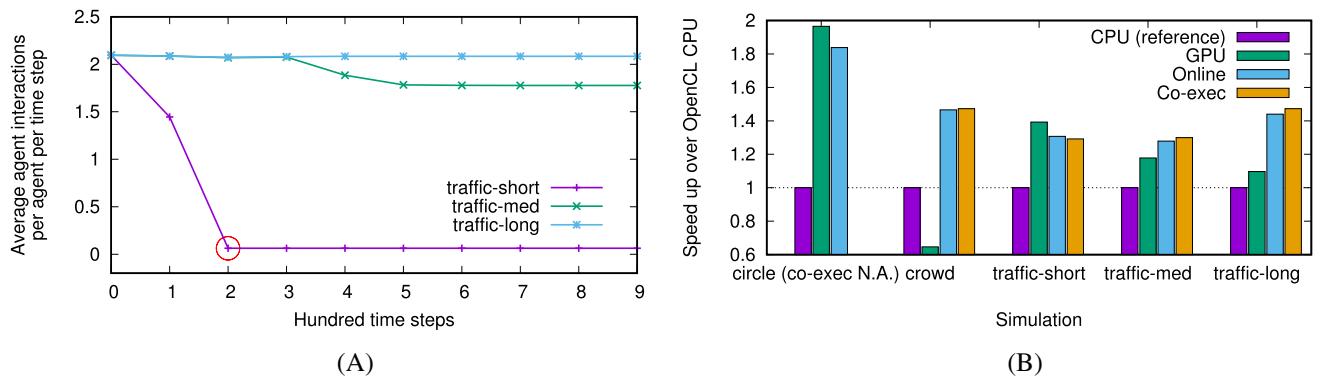 Average agent interactions
per agent per time step
2.5
2
1.5
1
0.5
0
traffic-short
traffic-med
traffic-long
0 1 2 3 4 5 6 7 8 9
Hundred time steps
(A)
Speed up over OpenCL CPU
2
1.8
1.6
1.4
1.2
1
0.8
0.6
CPU (reference)
GPU
Online
Co-exec
circle (co-exec N.A.) crowd traffic-short traffic-med traffic-long
Simulation
(B)